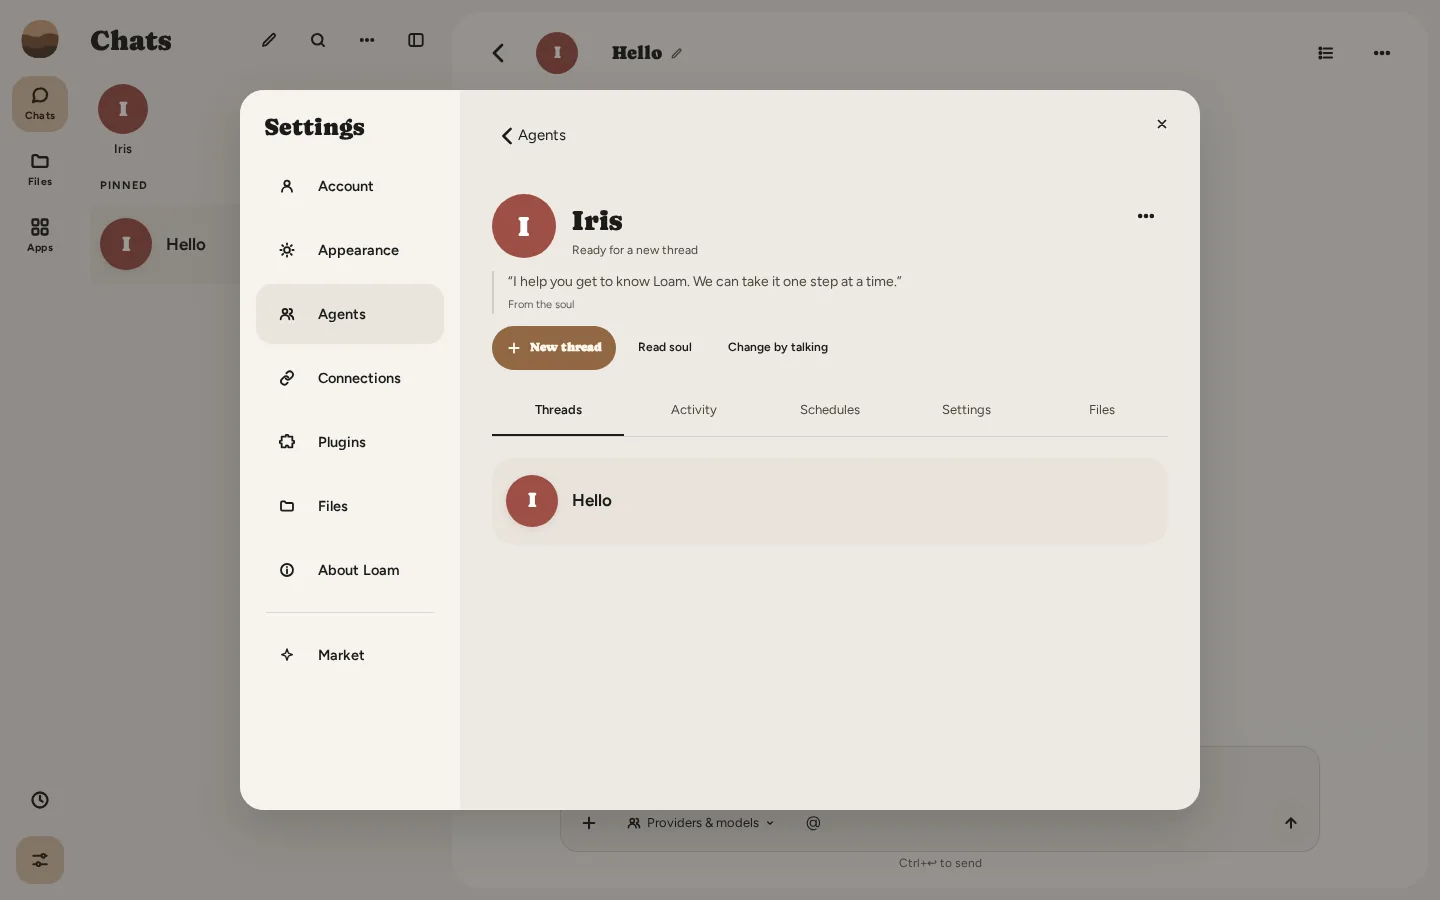 Chats
Chats
Files
Apps
I
Iris
PINNED
I
Hello
I
Hello
Settings
Account
Appearance
Agents
Connections
Plugins
Files
About Loam
Market
Agents
I
Iris
Ready for a new thread
“I help you get to know Loam. We can take it one step at a time.”
From the soul
New thread
Read soul
Change by talking
Threads
Activity
Schedules
Settings
Files
I
Hello
Providers & models
@
Ctrl+↵ to send